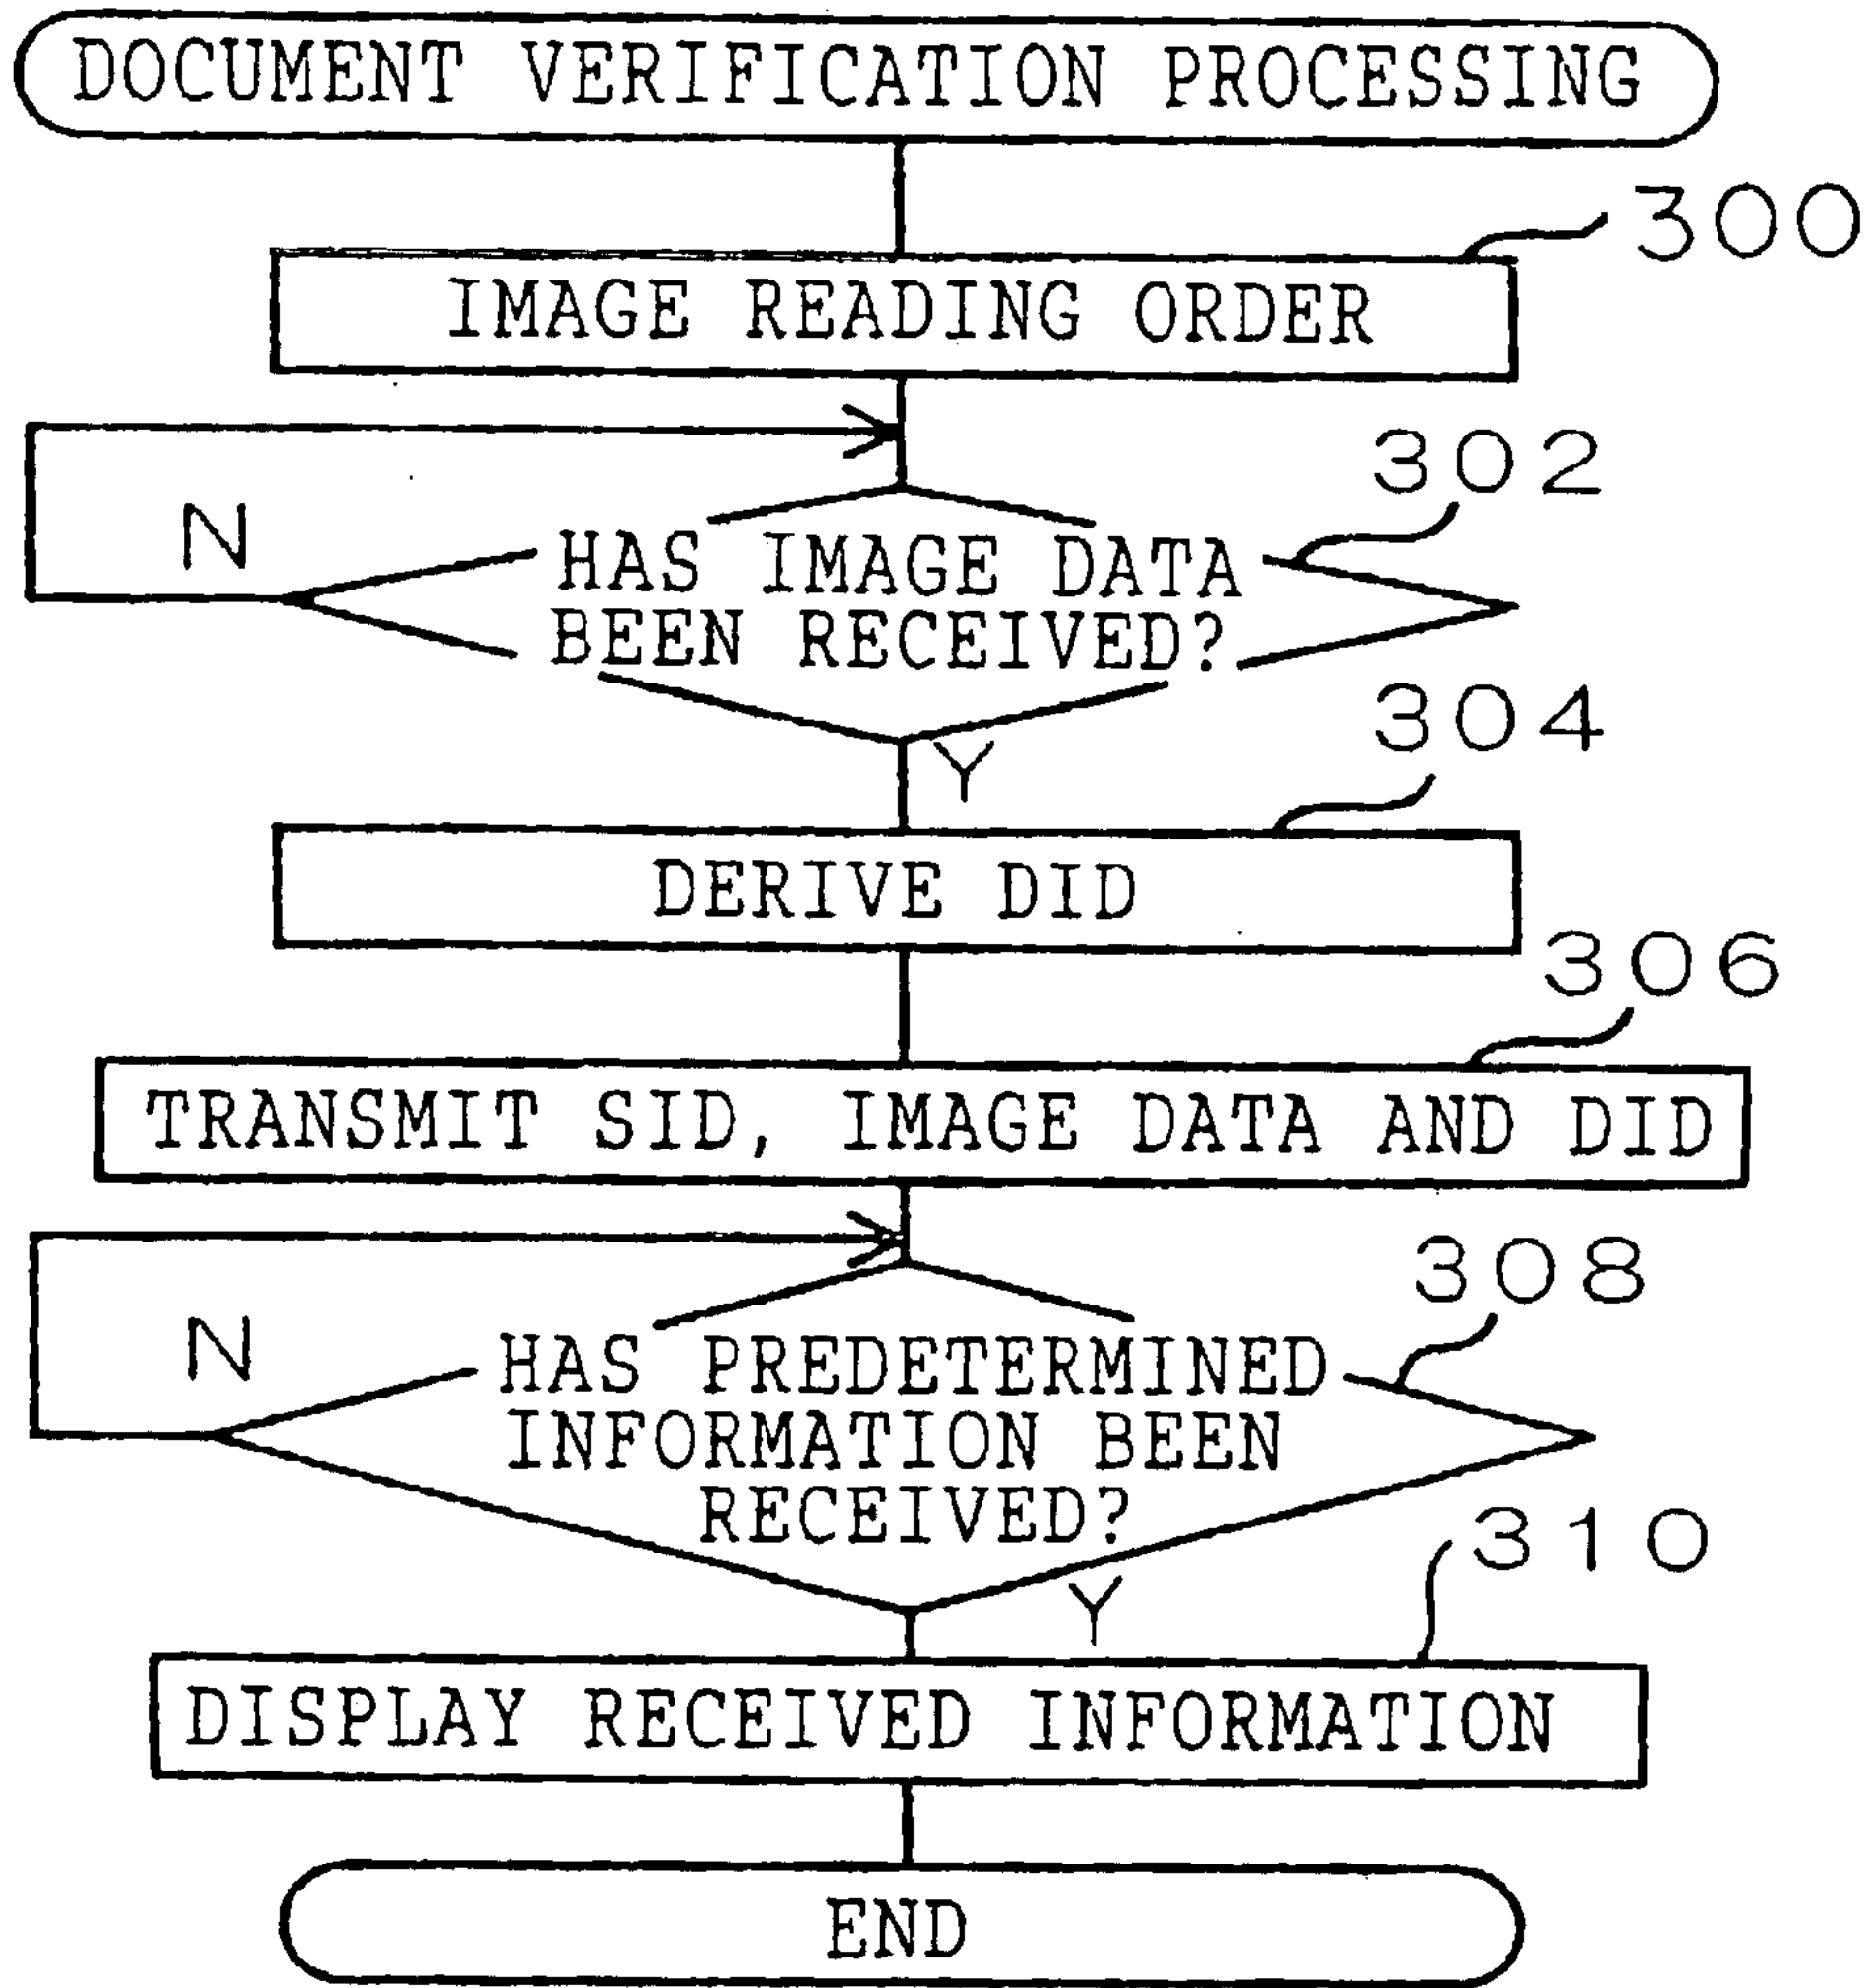 DOCUMENT VERIFICATION PROCESSING
300
IMAGE READING ORDER
302
N
HAS IMAGE DATA
BEEN RECEIVED?
304
Y
DERIVE DID
306
TRANSMIT SID, IMAGE DATA AND DID
308
N
HAS PREDETERMINED
INFORMATION BEEN
RECEIVED?
310
Y
DISPLAY RECEIVED INFORMATION
END